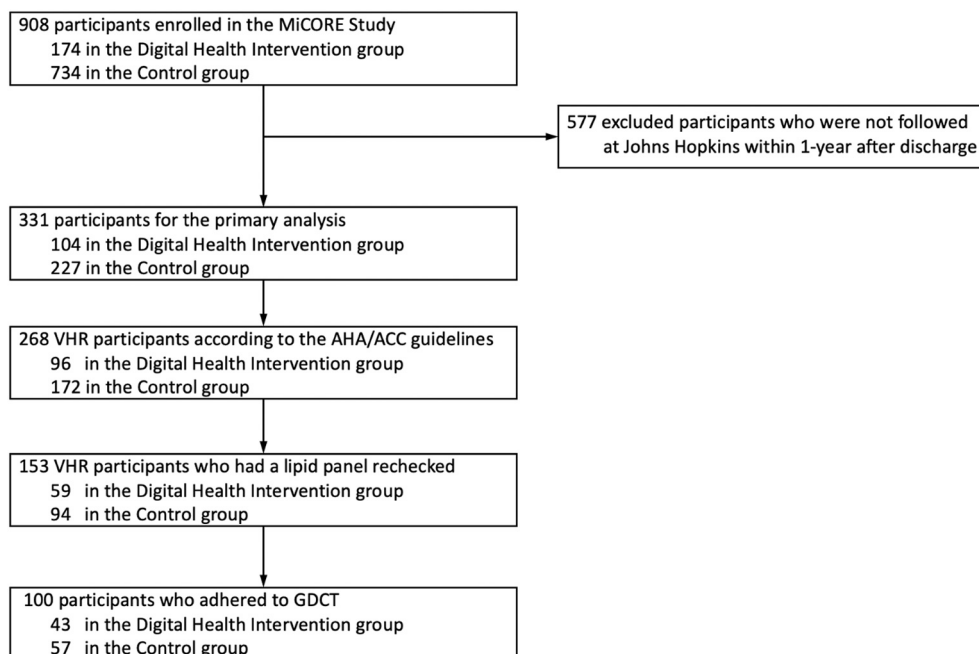 908 participants enrolled in the MiCORE Study
174 in the Digital Health Intervention group
734 in the Control group
577 excluded participants who were not followed
at Johns Hopkins within 1-year after discharge
331 participants for the primary analysis
104 in the Digital Health Intervention group
227 in the Control group
268 VHR participants according to the AHA/ACC guidelines
96 in the Digital Health Intervention group
172 in the Control group
153 VHR participants who had a lipid panel rechecked
59 in the Digital Health Intervention group
94 in the Control group
100 participants who adhered to GDCT
43 in the Digital Health Intervention group
57 in the Control group